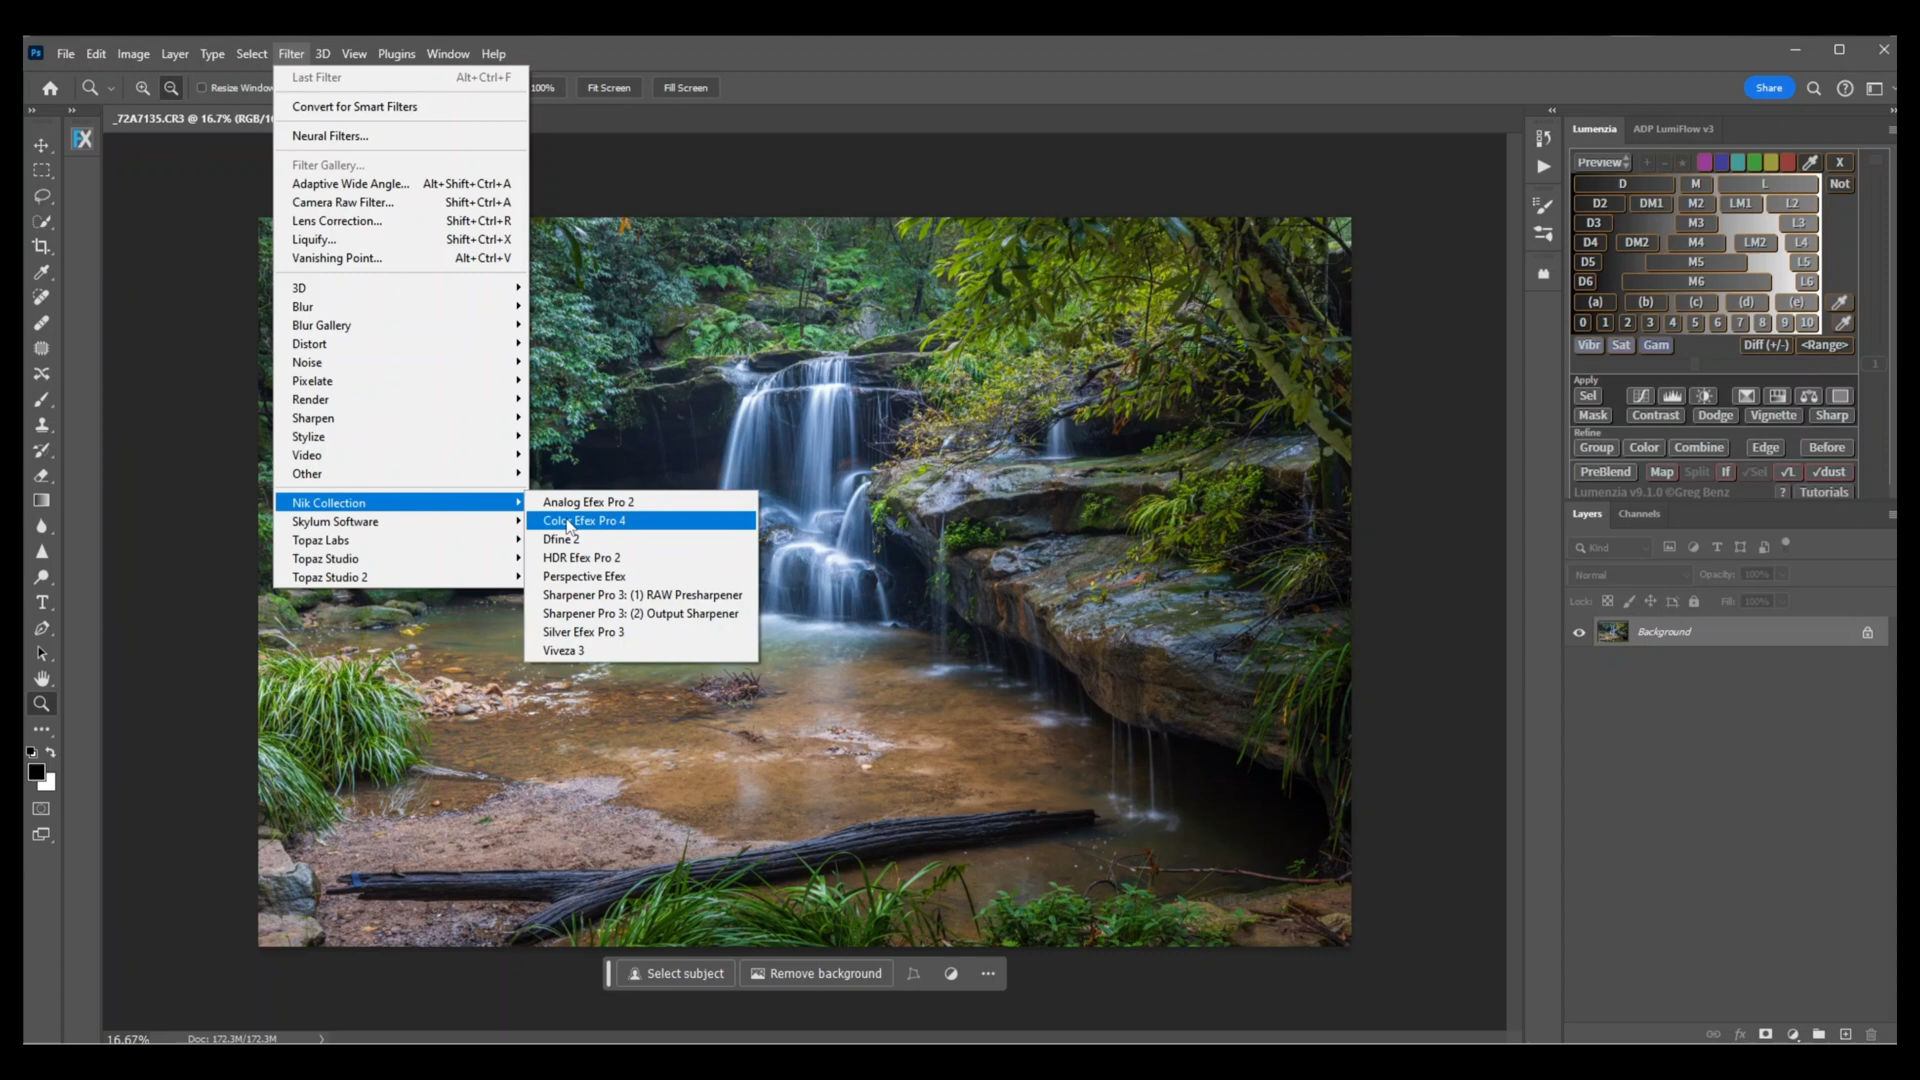 Ps File Edit Image Layer Type Select Filter 3D View Plugins Window Help
Resize Window
100% Fit Screen Fill Screen
Share
_72A7135.CR3 @ 16.7% (RGB/16
FX
Last Filter Alt+Ctrl+F
Convert for Smart Filters
Neural Filters...
Filter Gallery...
Adaptive Wide Angle... Alt+Shift+Ctrl+A
Camera Raw Filter... Shift+Ctrl+A
Lens Correction... Shift+Ctrl+R
Liquify... Shift+Ctrl+X
Vanishing Point... Alt+Ctrl+V
3D
Blur
Blur Gallery
Distort
Noise
Pixelate
Render
Sharpen
Stylize
Video
Other
Nik Collection
Skylum Software
Topaz Labs
Topaz Studio
Topaz Studio 2
Analog Efex Pro 2
Color Efex Pro 4
Dfine 2
HDR Efex Pro 2
Perspective Efex
Sharpener Pro 3: (1) RAW Presharpener
Sharpener Pro 3: (2) Output Sharpener
Silver Efex Pro 3
Viveza 3
Lumenzia ADP LumiFlow v3
Preview + - * X
D M L Not
D2 DM1 M2 LM1 L2
D3 M3 L3
D4 DM2 M4 LM2 L4
D5 M5 L5
D6 M6 L6
(a) (b) (c) (d) (e)
0 1 2 3 4 5 6 7 8 9 10
Vibr Sat Gam Diff (+/-) <Range>
1
Apply
Sel
Mask Contrast Dodge Vignette Sharp
Refine
Group Color Combine Edge Before
PreBlend Map Split If √Sel √L √dust
Lumenzia v9.1.0 ©Greg Benz ? Tutorials
Layers Channels
Kind
Normal Opacity: 100%
Lock: Fill: 100%
Background
fx
Select subject Remove background
16.67% Doc: 172.3M/172.3M